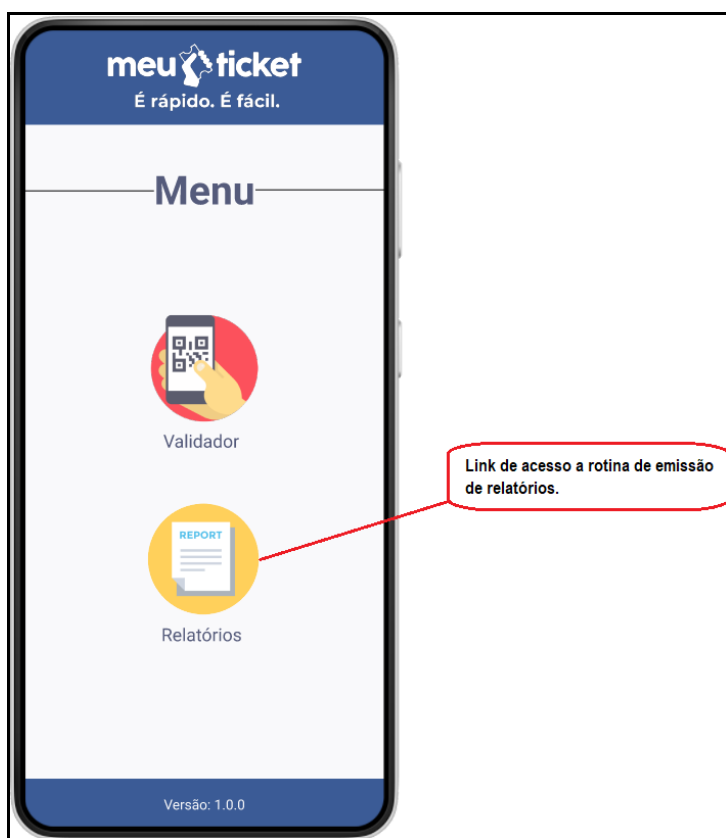 meu ticket
É rápido. É fácil.
Menu
Validador
Link de acesso a rotina de emissão
de relatórios.
REPORT
Relatórios
Versão: 1.0.0